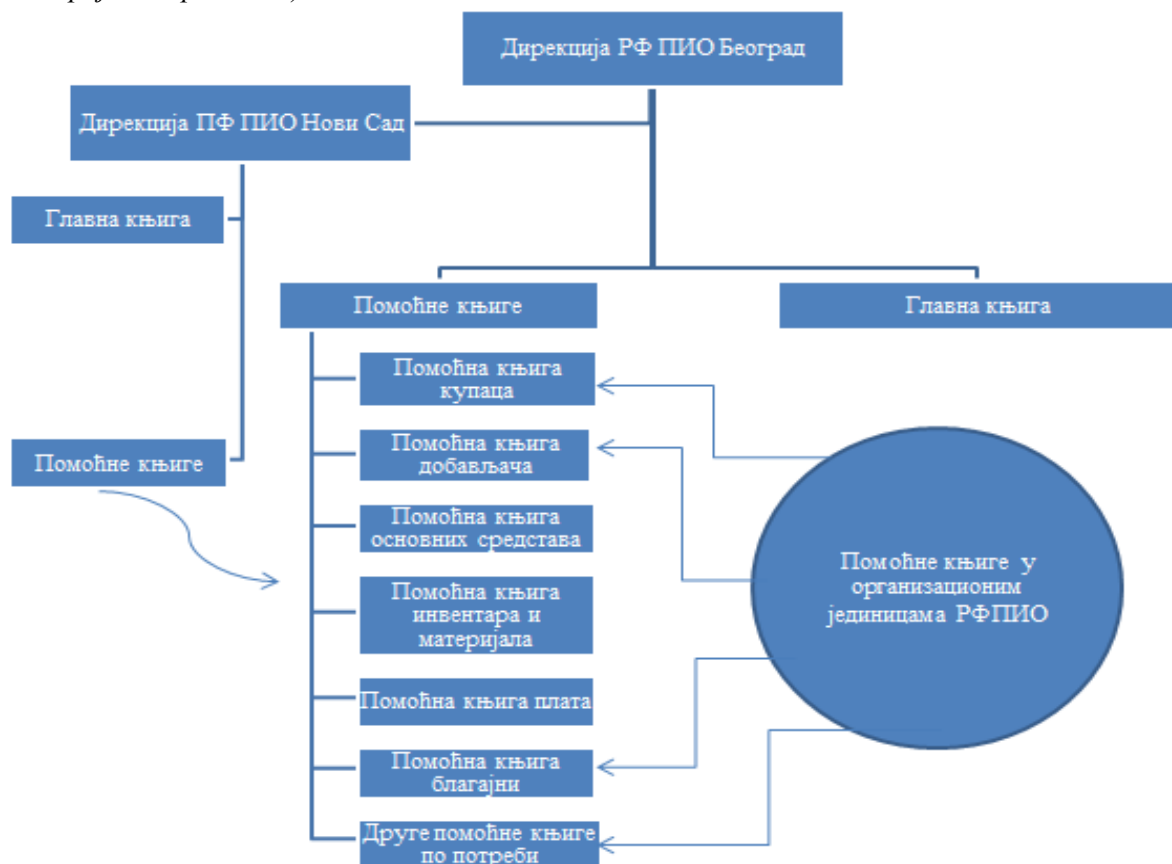 Дирекција РФ ПИО Београд
Дирекција ПФ ПИО Нови Сад
Главна књига
Помоћне књиге
Помоћне књиге
Главна књига
Помоћна књига
купаца
Помоћна књига
добављача
Помоћна књига
основних средстава
Помоћна књига
инвентара и
материјала
Помоћна књига плата
Помоћна књига
благајни
Друге помоћне књиге
по потреби
Помоћне књиге у
организационим
јединицама РФПИО